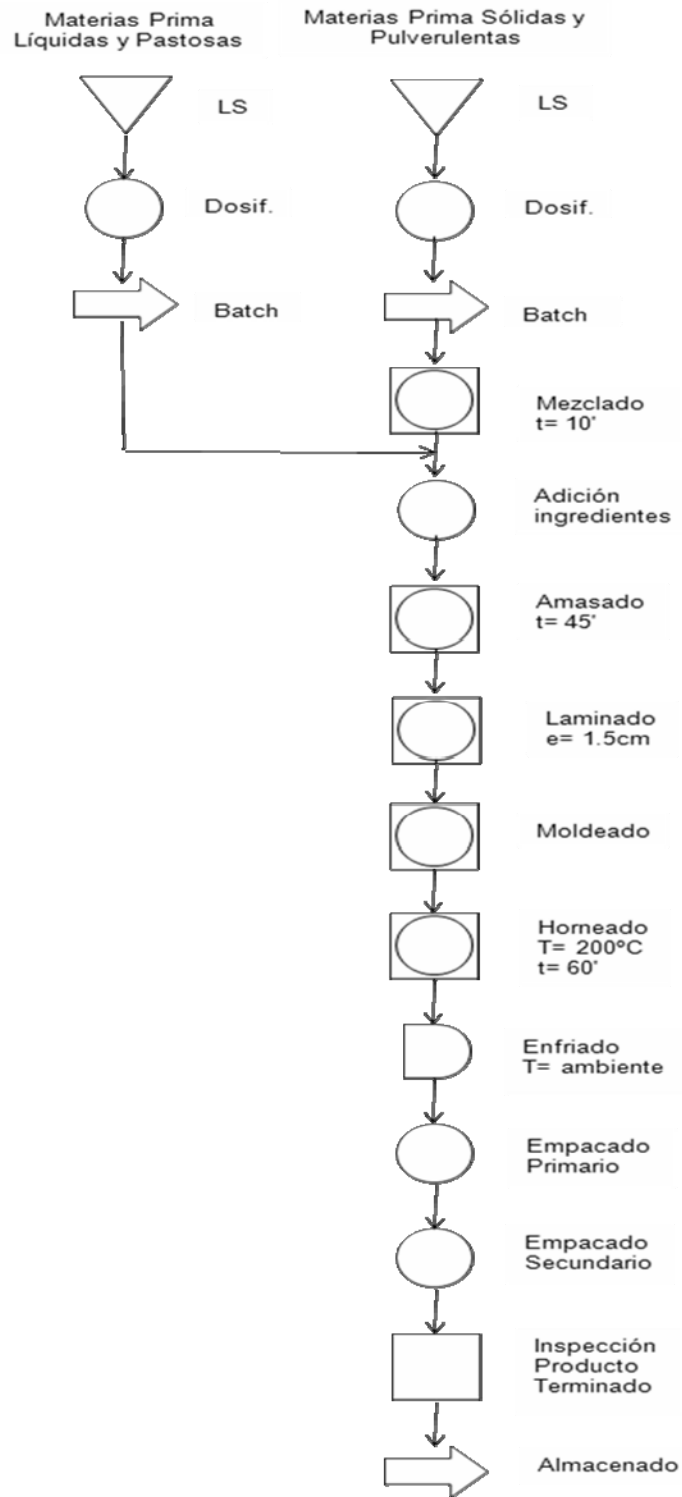 Materias Prima
Líquidas y Pastosas
Materias Prima Sólidas y
Pulverulentas
LS
LS
Dosif.
Dosif.
Batch
Batch
Mezclado
t= 10'
Adición
ingredientes
Amasado
t= 45'
Laminado
e= 1.5cm
Moldeado
Horneado
T= 200ºC
t= 60'
Enfriado
T= ambiente
Empacado
Primario
Empacado
Secundario
Inspección
Producto
Terminado
Almacenado